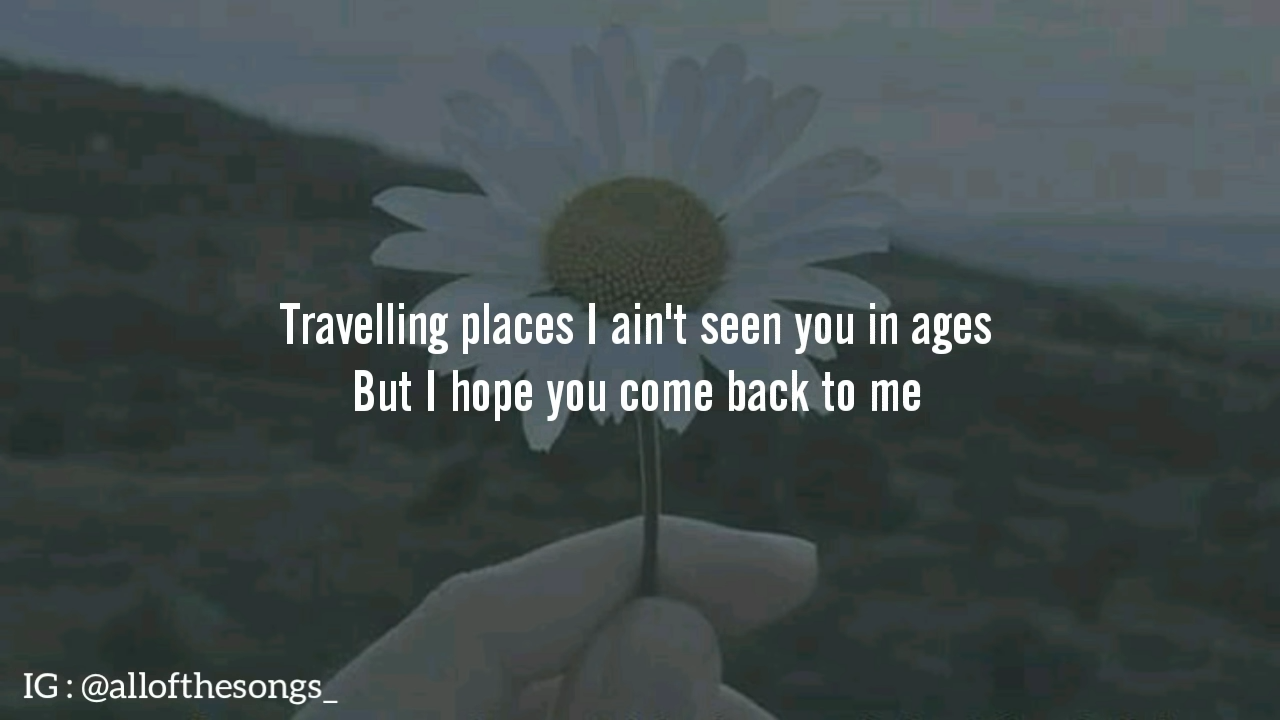 Travelling places I ain't seen you in ages
But I hope you come back to me
IG : @allofthesongs_